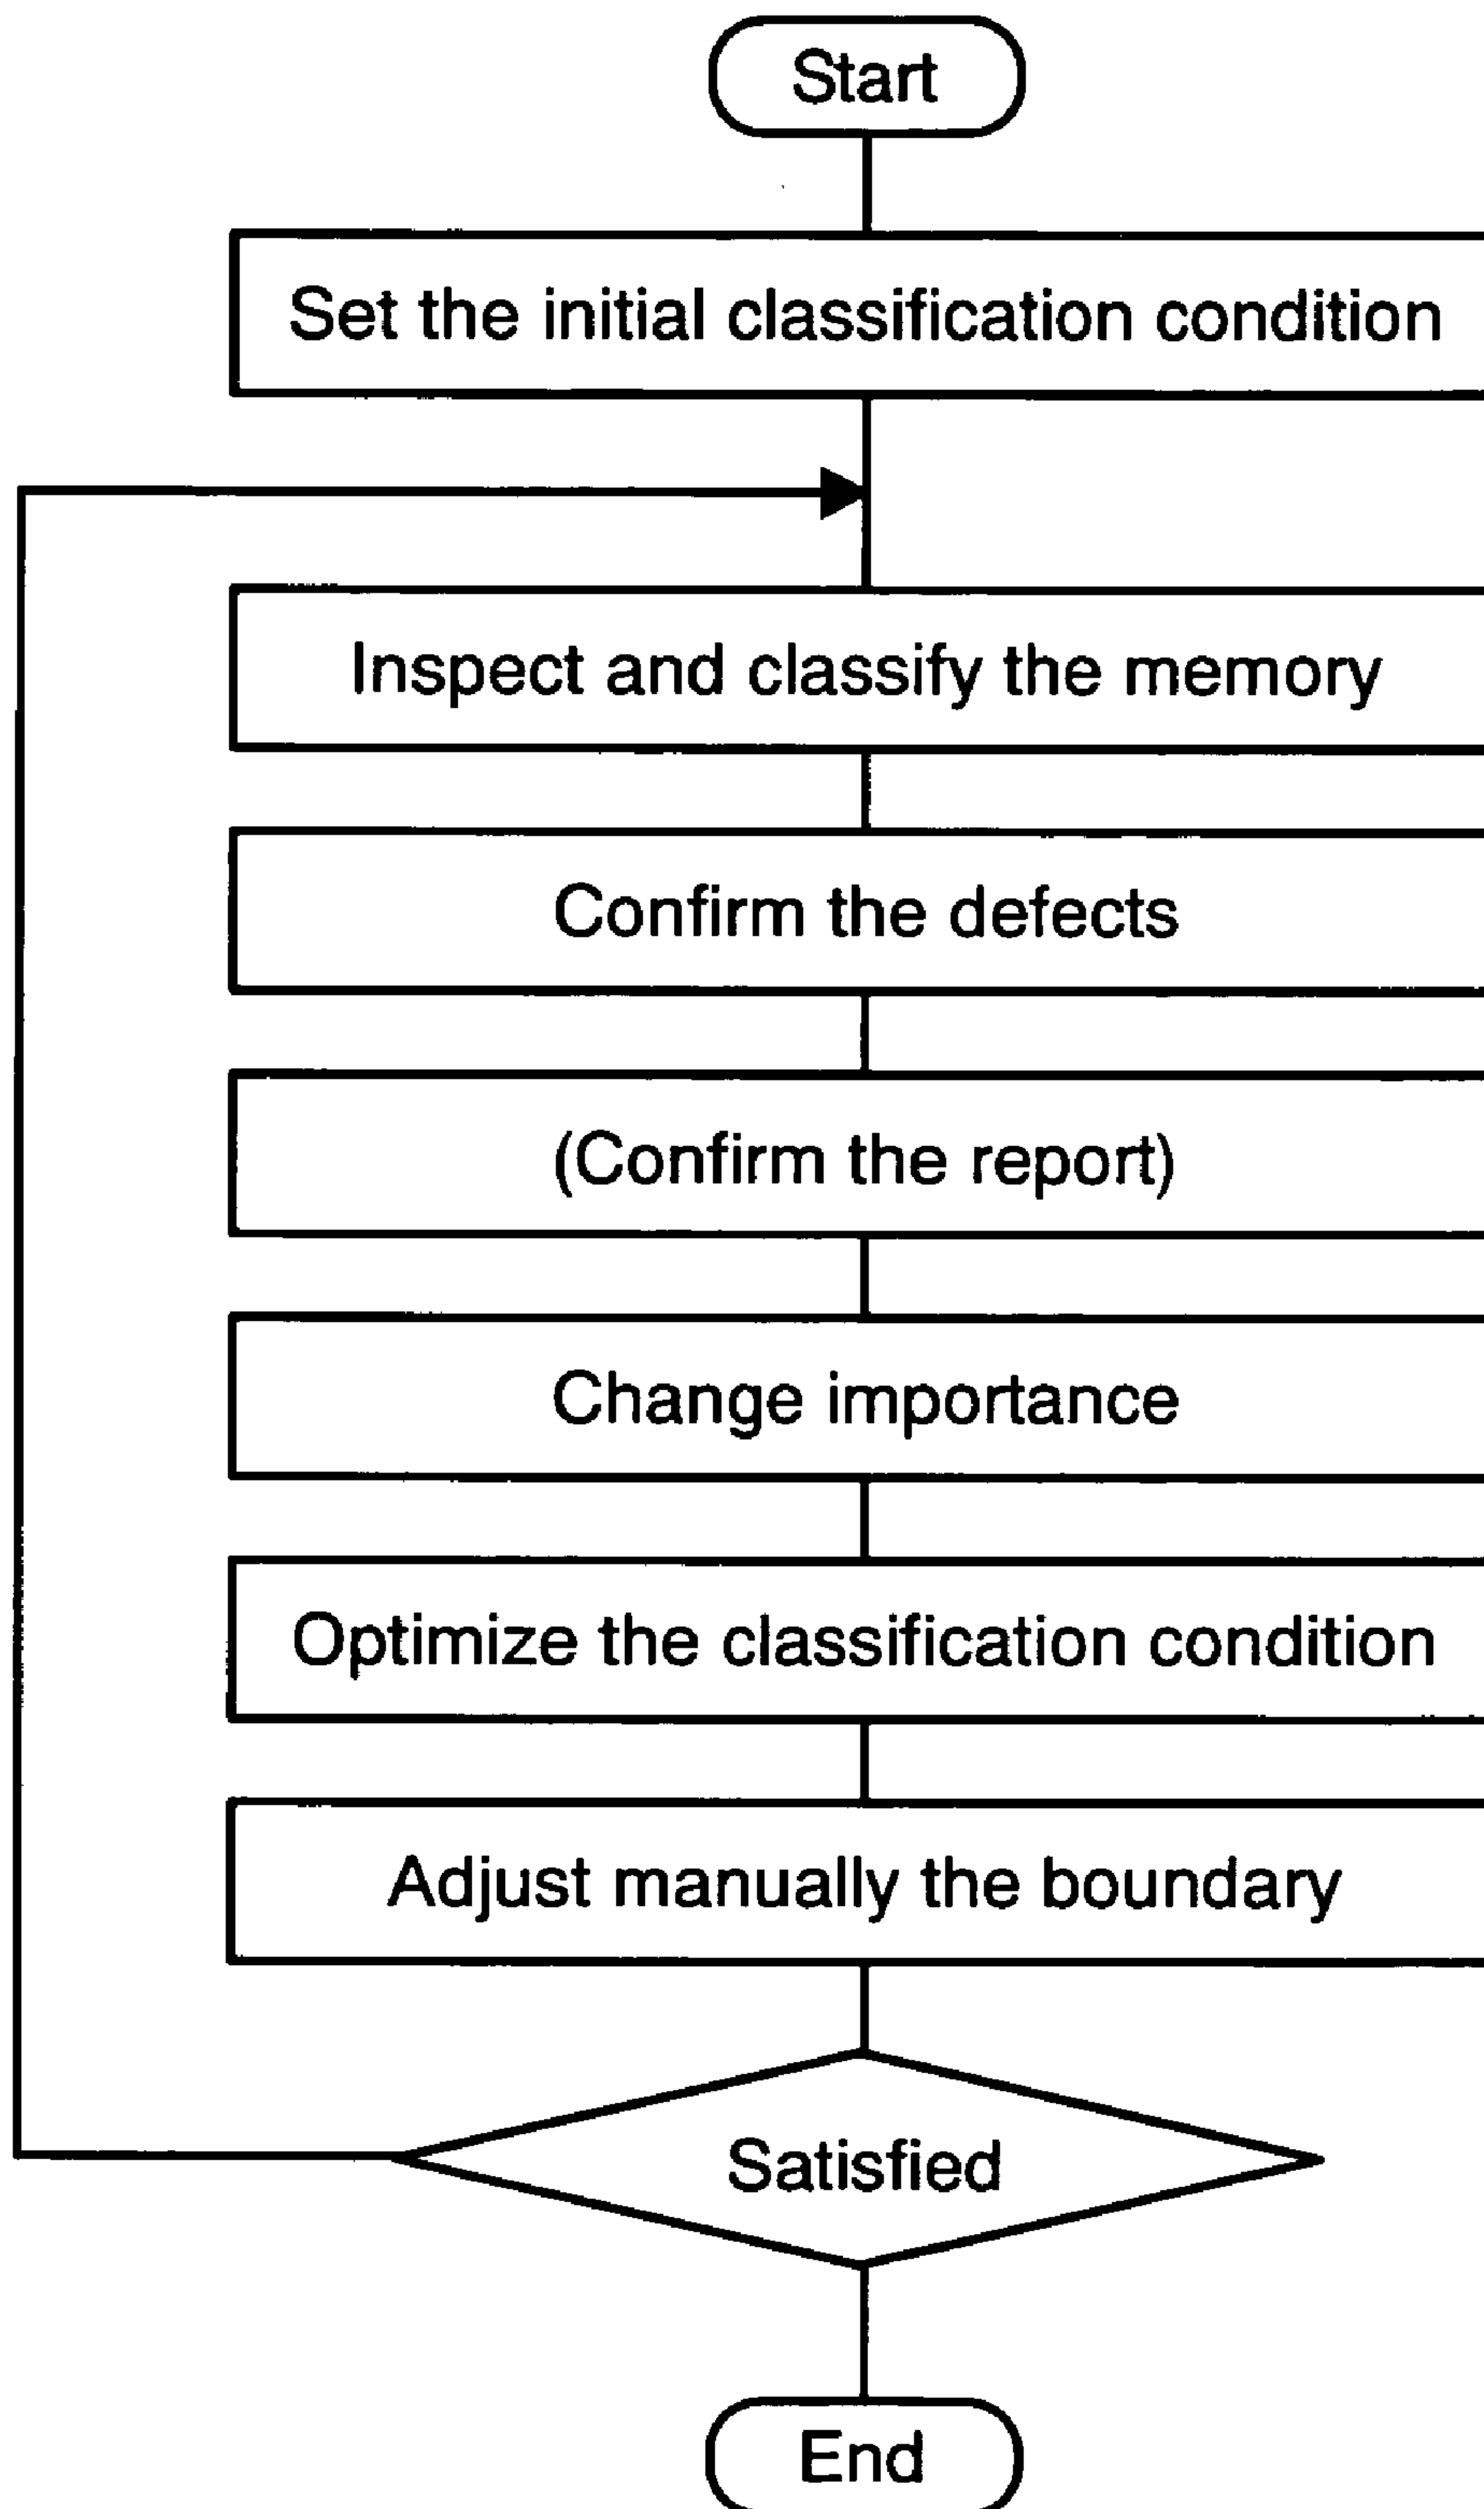 Start
Set the initial classification condition
Inspect and classify the memory
Confirm the defects
(Confirm the report)
Change importance
Optimize the classification condition
Adjust manually the boundary
Satisfied
End